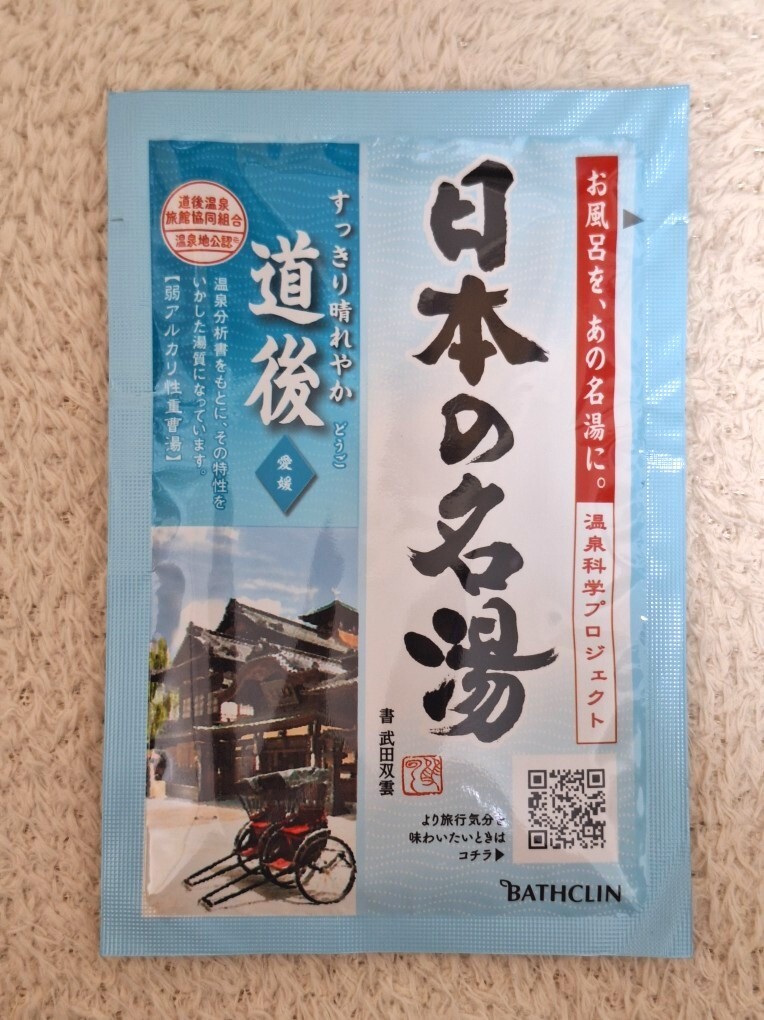 お風呂を、あの名湯に。
温泉科学プロジェクト
日本の名湯
書 武田双雲
すっきり晴れやか
道後
どうご
愛媛
道後温泉
旅館協同組合
温泉地公認※
温泉分析書をもとに、その特性を
いかした湯質になっています。
【弱アルカリ性重曹湯】
より旅行気分を
味わいたいときは
コチラ▶
BATHCLIN